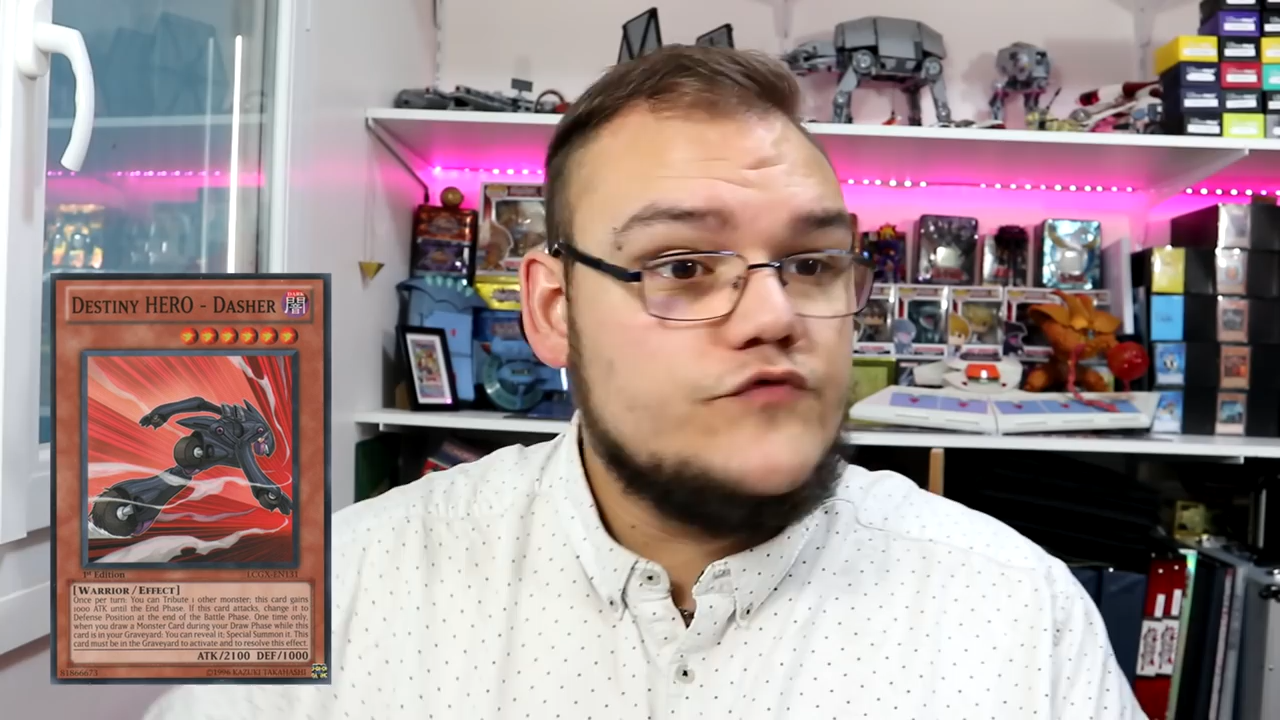 DESTINY HERO - DASHER
DARK
1st Edition
LCGX-EN131
[WARRIOR/EFFECT]
Once per turn: You can Tribute 1 other monster; this card gains
1000 ATK until the End Phase. If this card attacks, change it to
Defense Position at the end of the Battle Phase. One time only,
when you draw a Monster Card during your Draw Phase while this
card is in your Graveyard: You can reveal it; Special Summon it. This
card must be in the Graveyard to activate and to resolve this effect.
ATK/2100 DEF/1000
81866673
©1996 KAZUKI TAKAHASHI